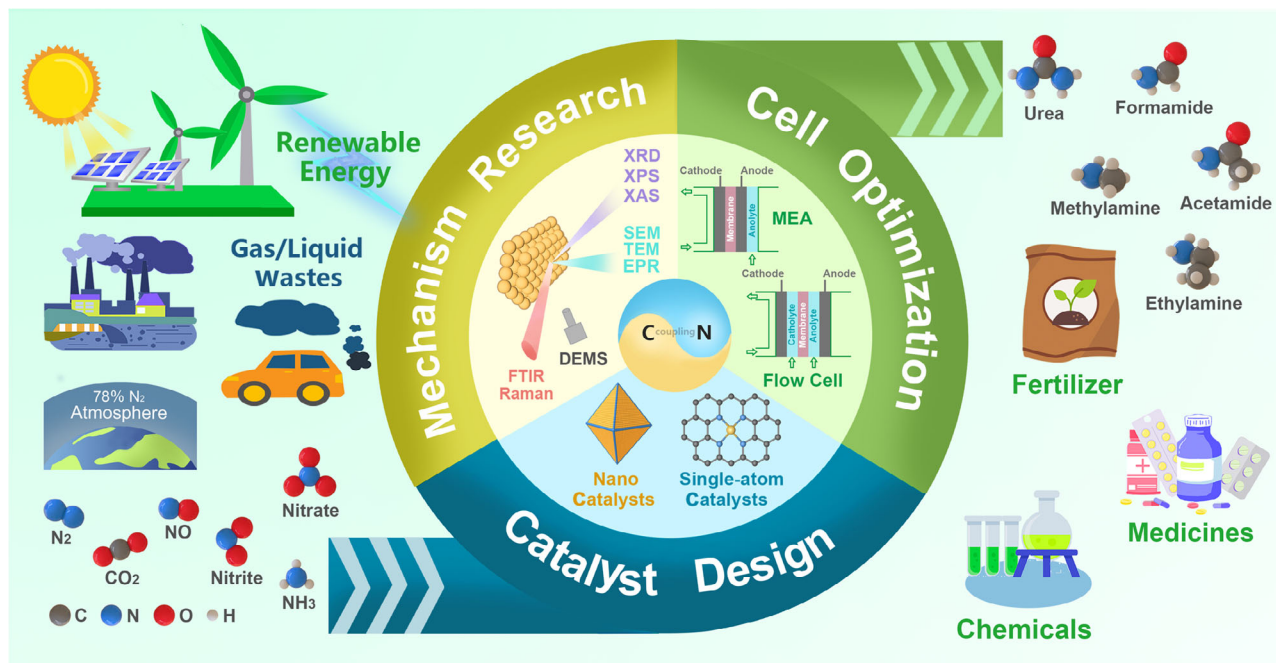 Renewable
Energy
Gas/Liquid
wastes
78% N₂
Atmosphere
N₂
CO₂
NO
Nitrite
Nitrate
NH₃
C
N
O
H
Mechanism Research
Cell Optimization
Catalyst Design
XRD
XPS
XAS
SEM
TEM
EPR
FTIR
Raman
DEMS
Cathode
Anode
Membrane
Anolyte
MEA
Cathode
Anode
Catholyte
Membrane
Anolyte
Flow Cell
C coupling N
Nano
Catalysts
Single-atom
Catalysts
Urea
Formamide
Methylamine
Acetamide
Ethylamine
Fertilizer
Medicines
Chemicals